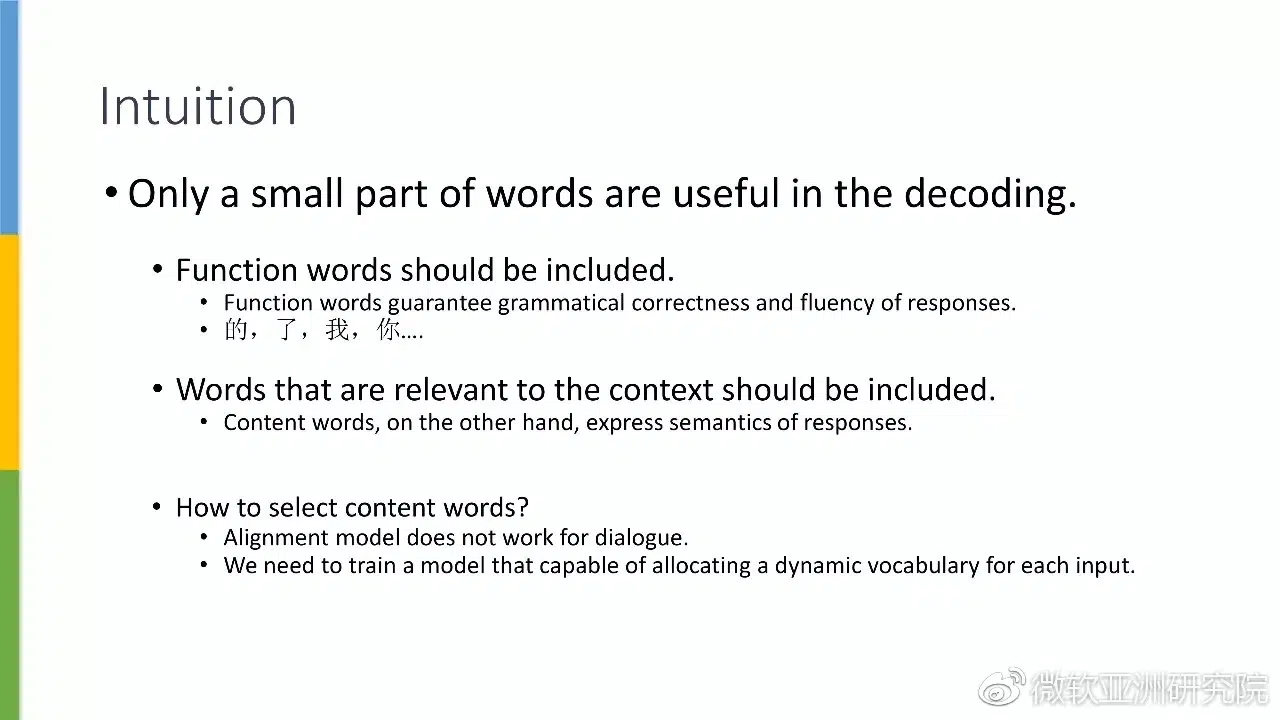 Intuition
• Only a small part of words are useful in the decoding.
• Function words should be included.
• Function words guarantee grammatical correctness and fluency of responses.
• 的，了，我，你....
• Words that are relevant to the context should be included.
• Content words, on the other hand, express semantics of responses.
• How to select content words?
• Alignment model does not work for dialogue.
• We need to train a model that capable of allocating a dynamic vocabulary for each input.
微软亚洲研究院